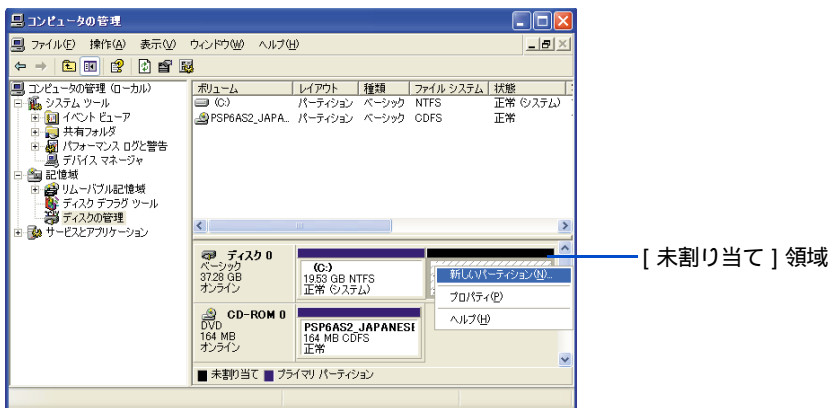 コンピュータの管理
ファイル(F) 操作(A) 表示(V) ウィンドウ(W) ヘルプ(H)
コンピュータの管理 (ローカル)
システム ツール
イベント ビューア
共有フォルダ
パフォーマンス ログと警告
デバイス マネージャ
記憶域
リムーバブル記憶域
ディスク デフラグ ツール
ディスクの管理
サービスとアプリケーション
ボリューム レイアウト 種類 ファイル システム 状態
(C:) パーティション ベーシック NTFS 正常 (システム)
PSP6AS2_JAPA... パーティション ベーシック CDFS 正常
ディスク 0
ベーシック
37.28 GB
オンライン
(C:)
19.53 GB NTFS
正常 (システム)
新しいパーティション(N)...
プロパティ(P)
ヘルプ(H)
[ 未割り当て ] 領域
CD-ROM 0
DVD
164 MB
オンライン
PSP6AS2_JAPANESE
164 MB CDFS
正常
未割り当て プライマリ パーティション